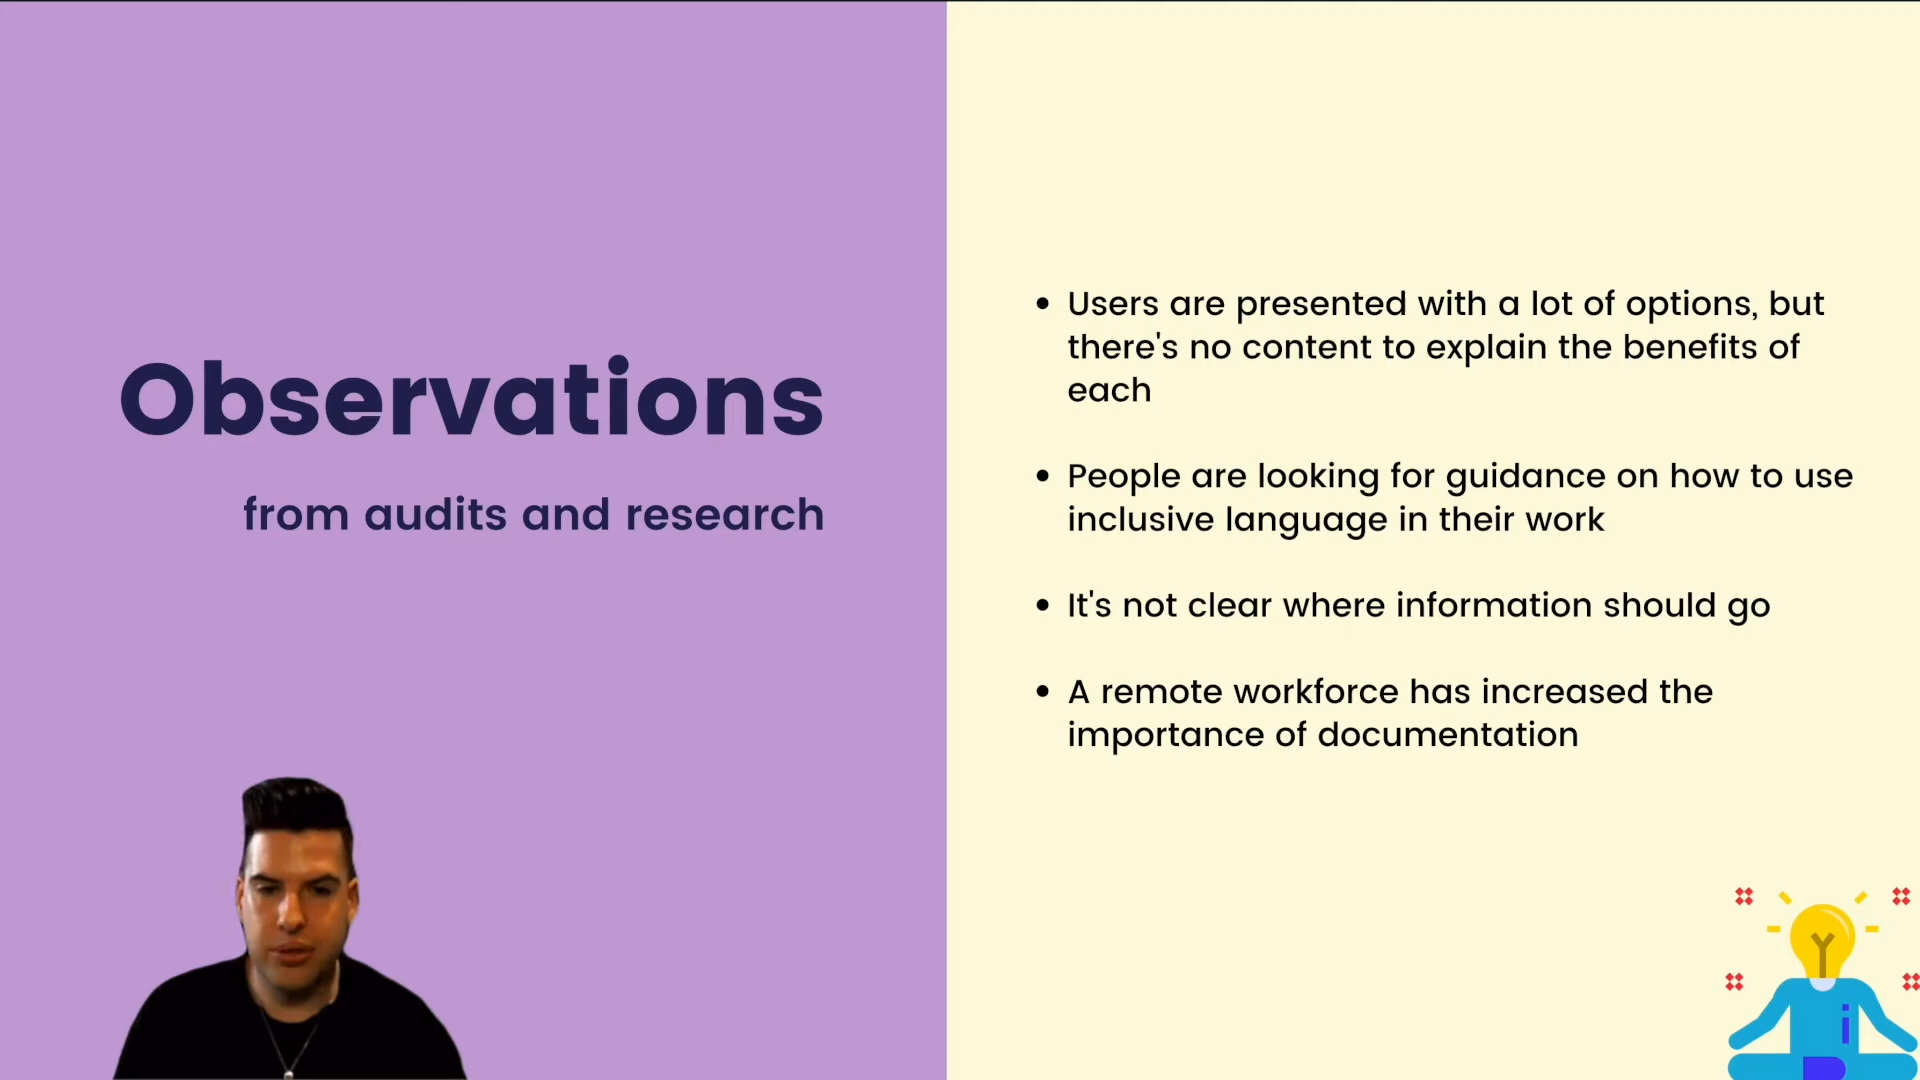 Observations
from audits and research
• Users are presented with a lot of options, but
there's no content to explain the benefits of
each
• People are looking for guidance on how to use
inclusive language in their work
• It's not clear where information should go
• A remote workforce has increased the
importance of documentation